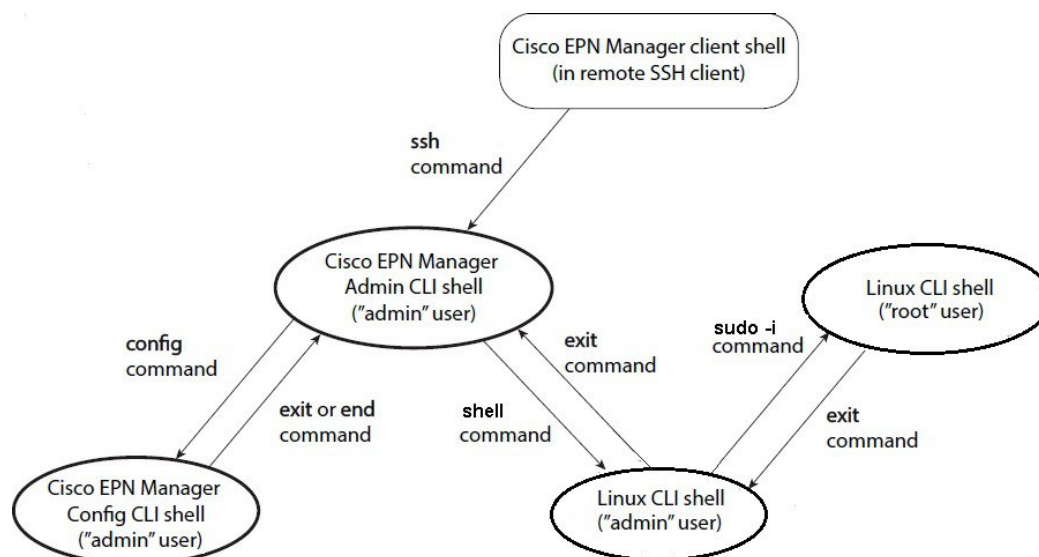 Cisco EPN Manager client shell
(in remote SSH client)
ssh
command
Cisco EPN Manager
Admin CLI shell
("admin" user)
Linux CLI shell
("root" user)
config
command
exit or end
command
exit
command
shell
command
sudo -i
command
exit
command
Cisco EPN Manager
Config CLI shell
("admin" user)
Linux CLI shell
("admin" user)